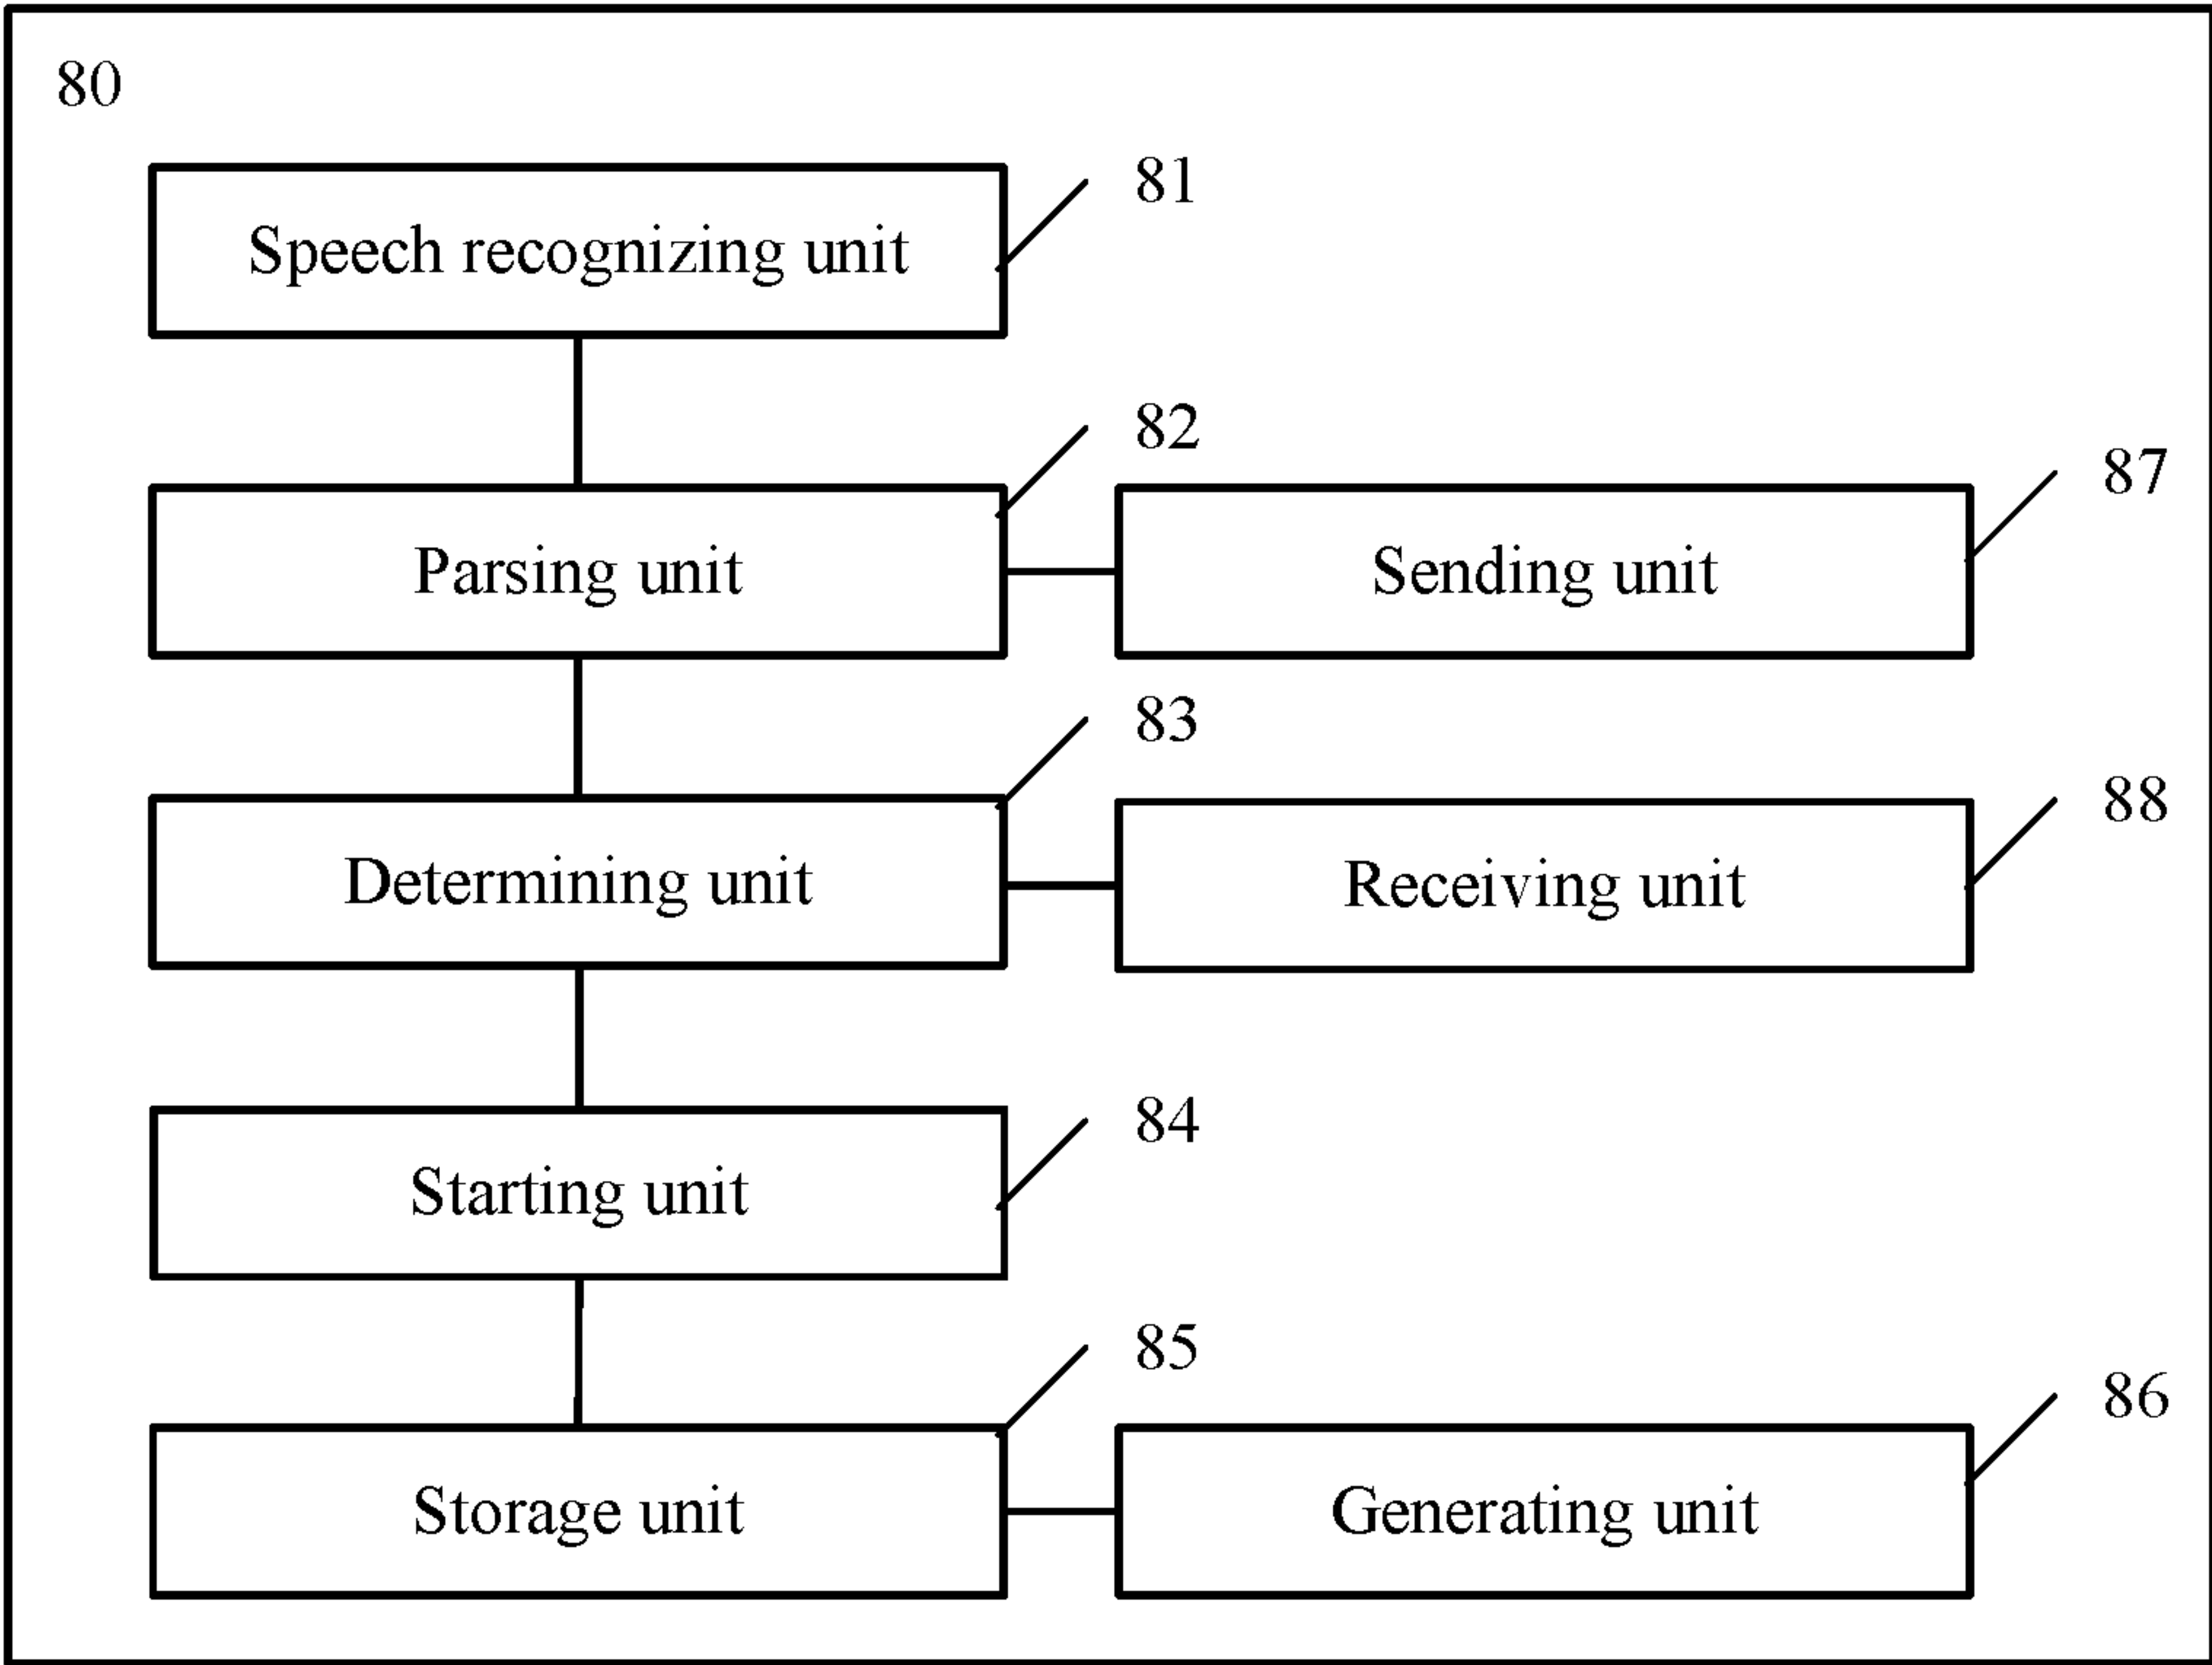 80
81
Speech recognizing unit
82
87
Parsing unit
Sending unit
83
88
Determining unit
Receiving unit
84
Starting unit
85
86
Storage unit
Generating unit